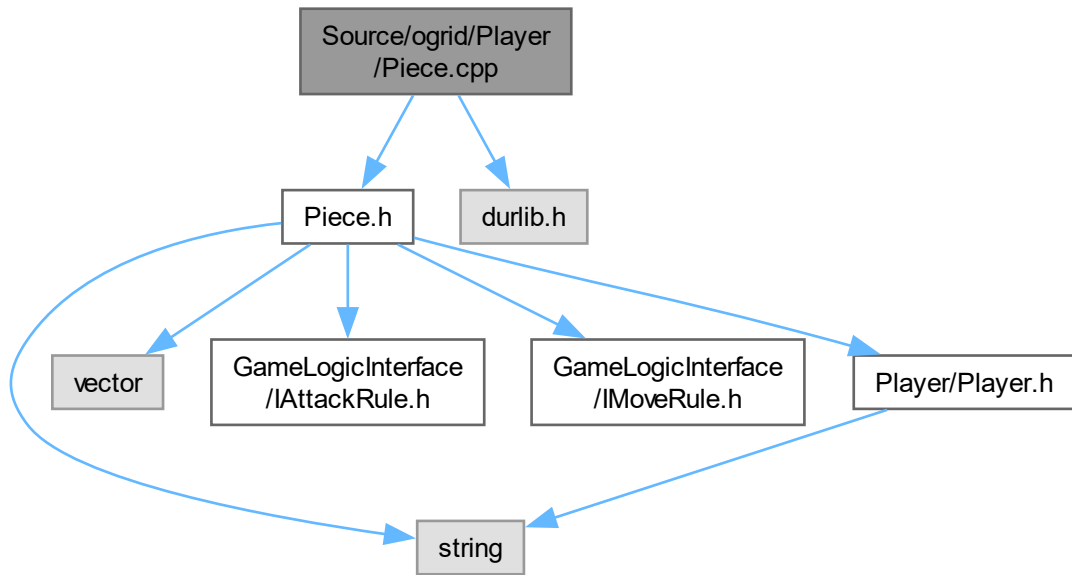 Source/ogrid/Player
/Piece.cpp
Piece.h
durlib.h
vector
GameLogicInterface
/IAttackRule.h
GameLogicInterface
/IMoveRule.h
Player/Player.h
string